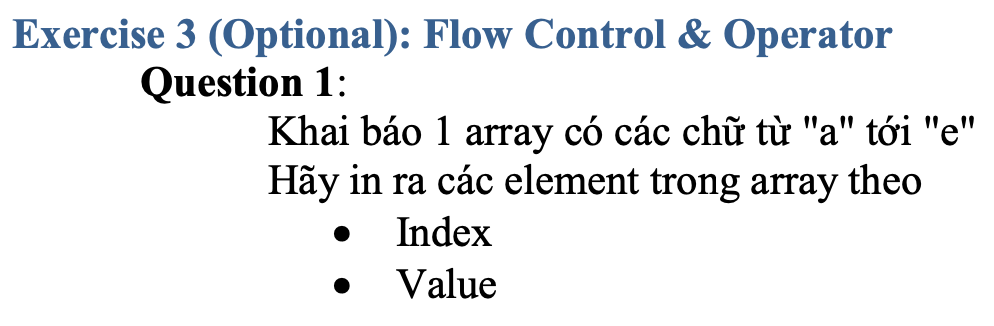 Exercise 3 (Optional): Flow Control & Operator
Question 1:
Khai báo 1 array có các chữ từ "a" tới "e"
Hãy in ra các element trong array theo
• Index
• Value